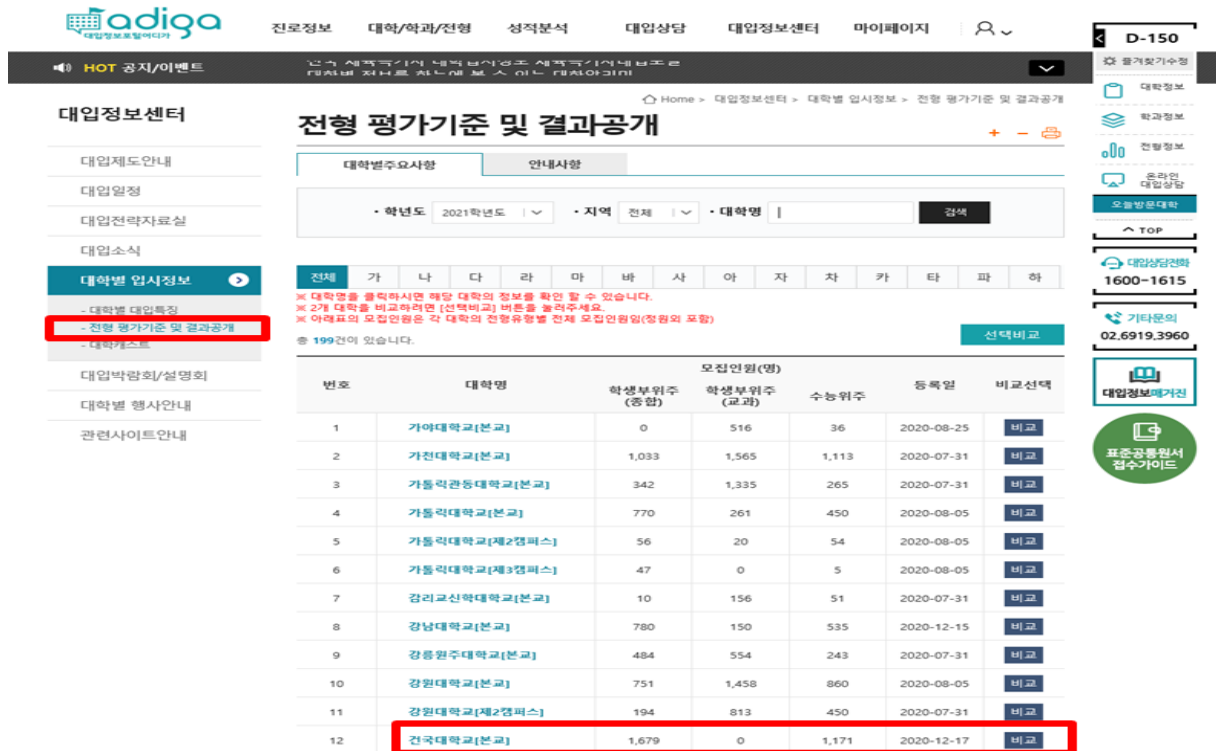 adiga
대입정보포털어디가
진로정보 대학/학과/전형 성적분석 대입상담 대입정보센터 마이페이지
HOT 공지/이벤트
Home > 대입정보센터 > 대학별 입시정보 > 전형 평가기준 및 결과공개
대입정보센터
대입제도안내
대입일정
대입전략자료실
대입소식
대학별 입시정보
- 대학별 대입특징
- 전형 평가기준 및 결과공개
- 대학캐스트
대입박람회/설명회
대학별 행사안내
관련사이트안내
전형 평가기준 및 결과공개
+ -
대학별주요사항 안내사항
• 학년도 2021학년도 • 지역 전체 • 대학명 검색
전체 가 나 다 라 마 바 사 아 자 차 카 타 파 하
※ 대학명을 클릭하시면 해당 대학의 정보를 확인 할 수 있습니다.
※ 2개 대학을 비교하려면 [선택비교] 버튼을 눌러주세요.
※ 아래표의 모집인원은 각 대학의 전형유형별 전체 모집인원임(정원외 포함)
총 199건이 있습니다. 선택비교
번호 대학명 모집인원(명) 등록일 비교선택
학생부위주(종합) 학생부위주(교과) 수능위주
1 가야대학교[본교] 0 516 36 2020-08-25 비교
2 가천대학교[본교] 1,033 1,565 1,113 2020-07-31 비교
3 가톨릭관동대학교[본교] 342 1,335 265 2020-07-31 비교
4 가톨릭대학교[본교] 770 261 450 2020-08-05 비교
5 가톨릭대학교[제2캠퍼스] 56 20 54 2020-08-05 비교
6 가톨릭대학교[제3캠퍼스] 47 0 5 2020-08-05 비교
7 감리교신학대학교[본교] 10 156 51 2020-07-31 비교
8 강남대학교[본교] 780 150 535 2020-12-15 비교
9 강릉원주대학교[본교] 484 554 243 2020-07-31 비교
10 강원대학교[본교] 751 1,458 860 2020-08-05 비교
11 강원대학교[제2캠퍼스] 194 813 450 2020-07-31 비교
12 건국대학교[본교] 1,679 0 1,171 2020-12-17 비교
D-150
즐겨찾기수정
대학정보
학과정보
전형정보
온라인
대입상담
오늘방문대학
TOP
대입상담전화
1600-1615
기타문의
02.6919.3960
대입정보매거진
표준공통원서
접수가이드